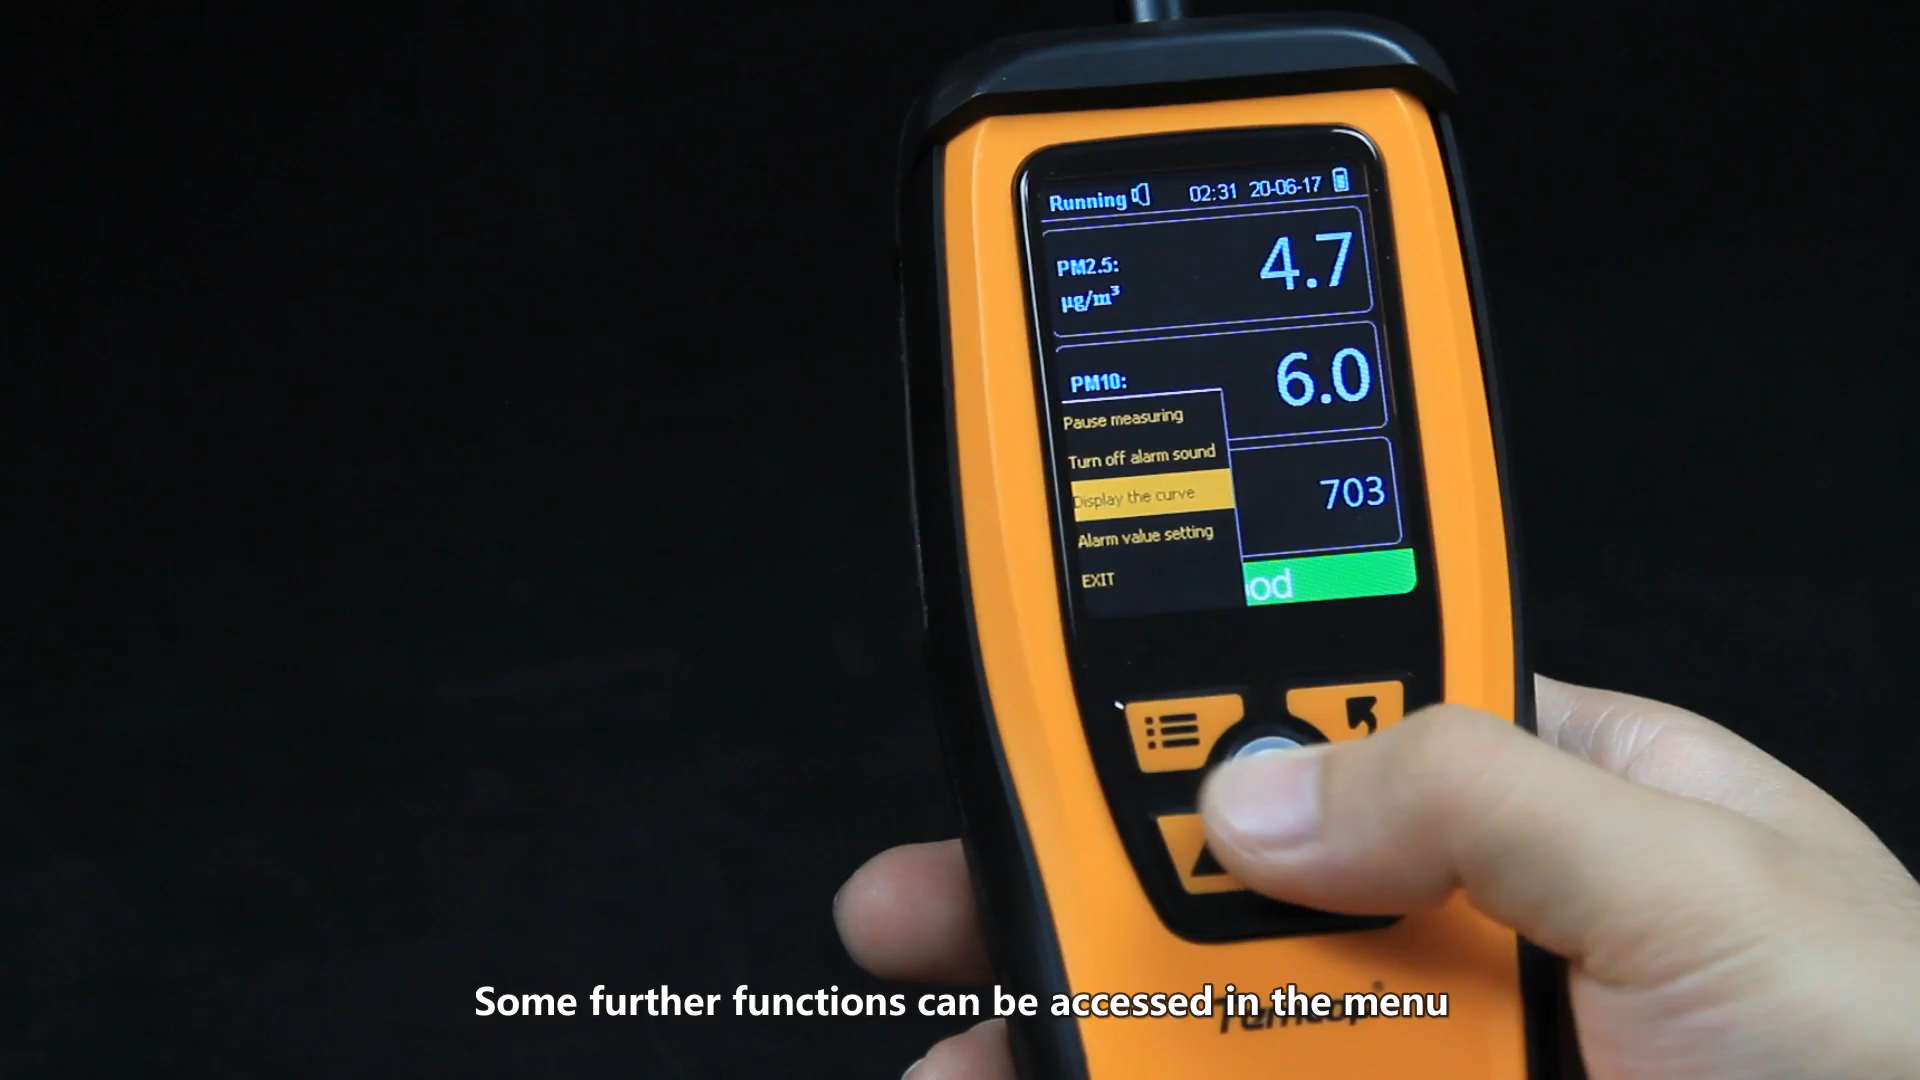 Running 02:31 20-06-17
PM2.5: 4.7
µg/m³
PM10: 6.0
Pause measuring
Turn off alarm sound
Display the curve
703
Alarm value setting
EXIT
Some further functions can be accessed in the menu